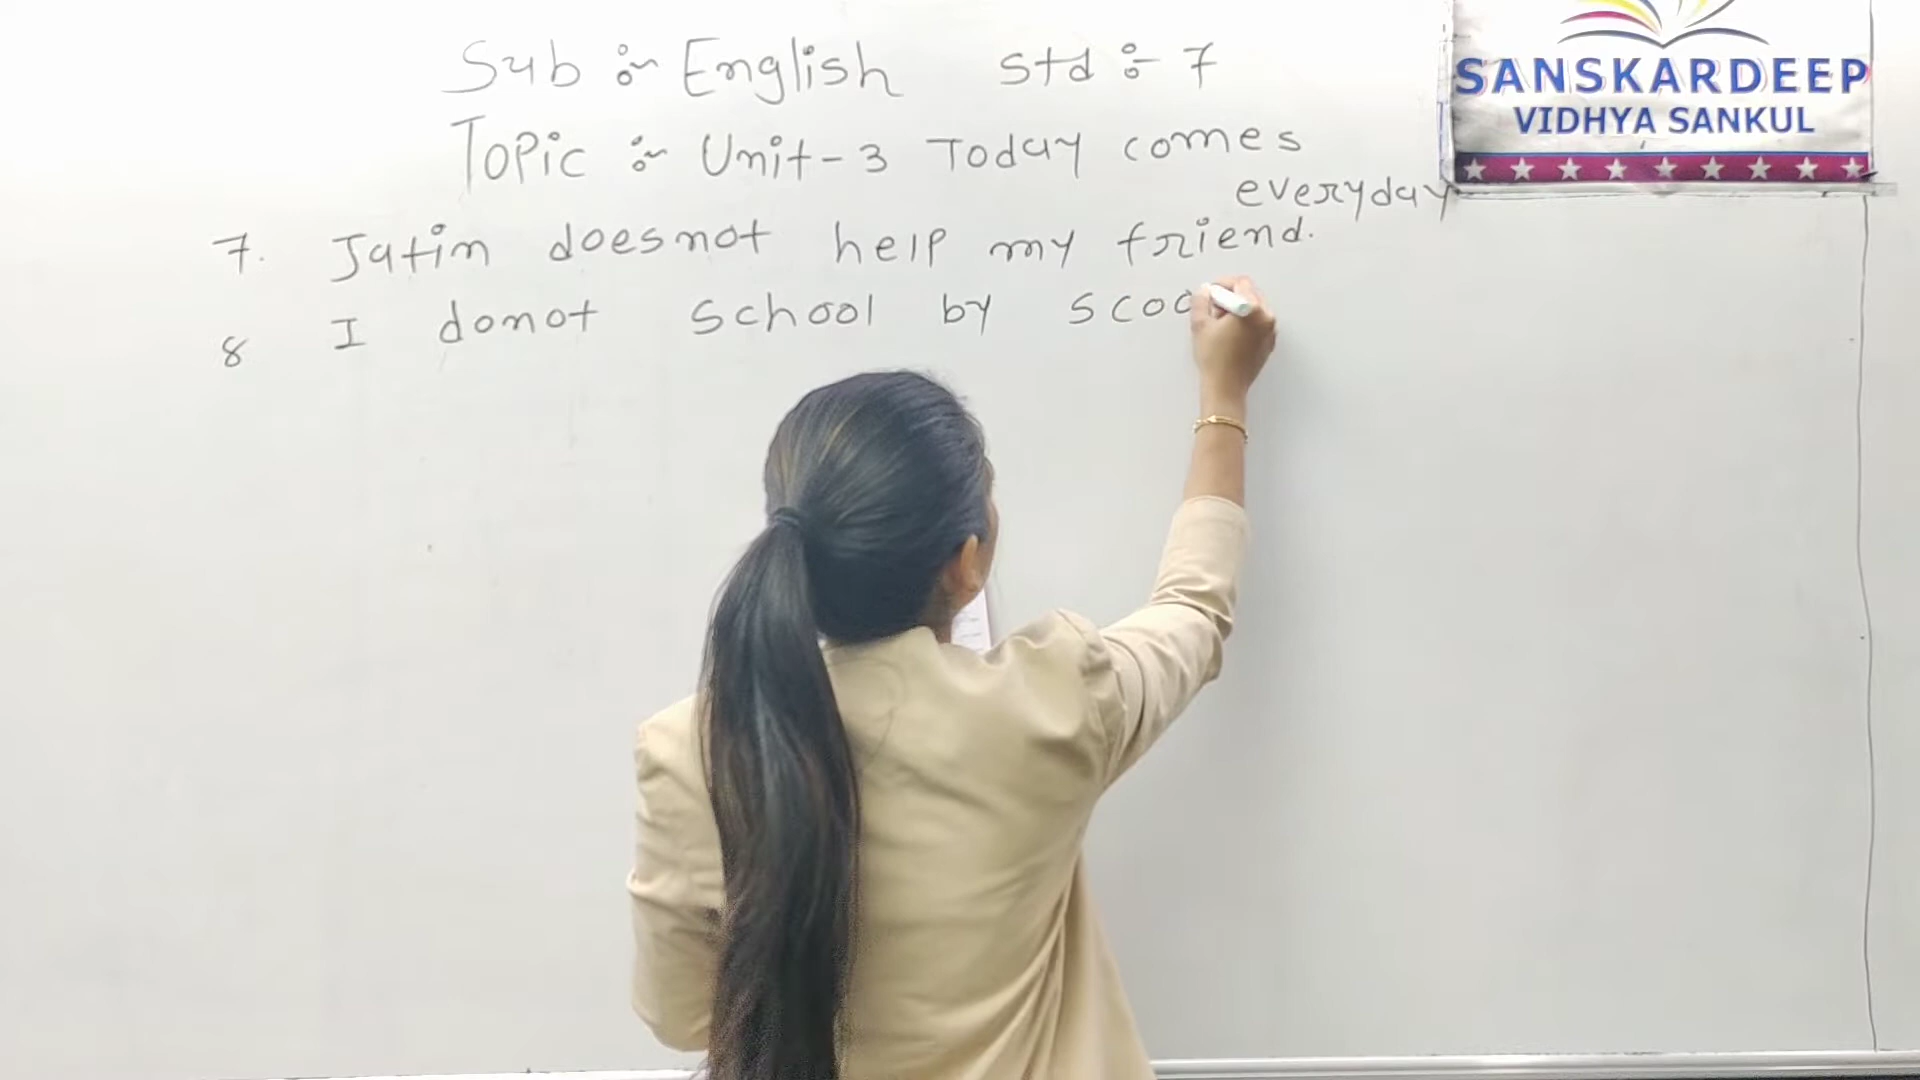 Sub :- English Std :- 7
SANSKARDEEP
VIDHYA SANKUL
Topic :- Unit-3 Today comes
everyday
7. Jatin doesnot help my friend.
8 I donot school by